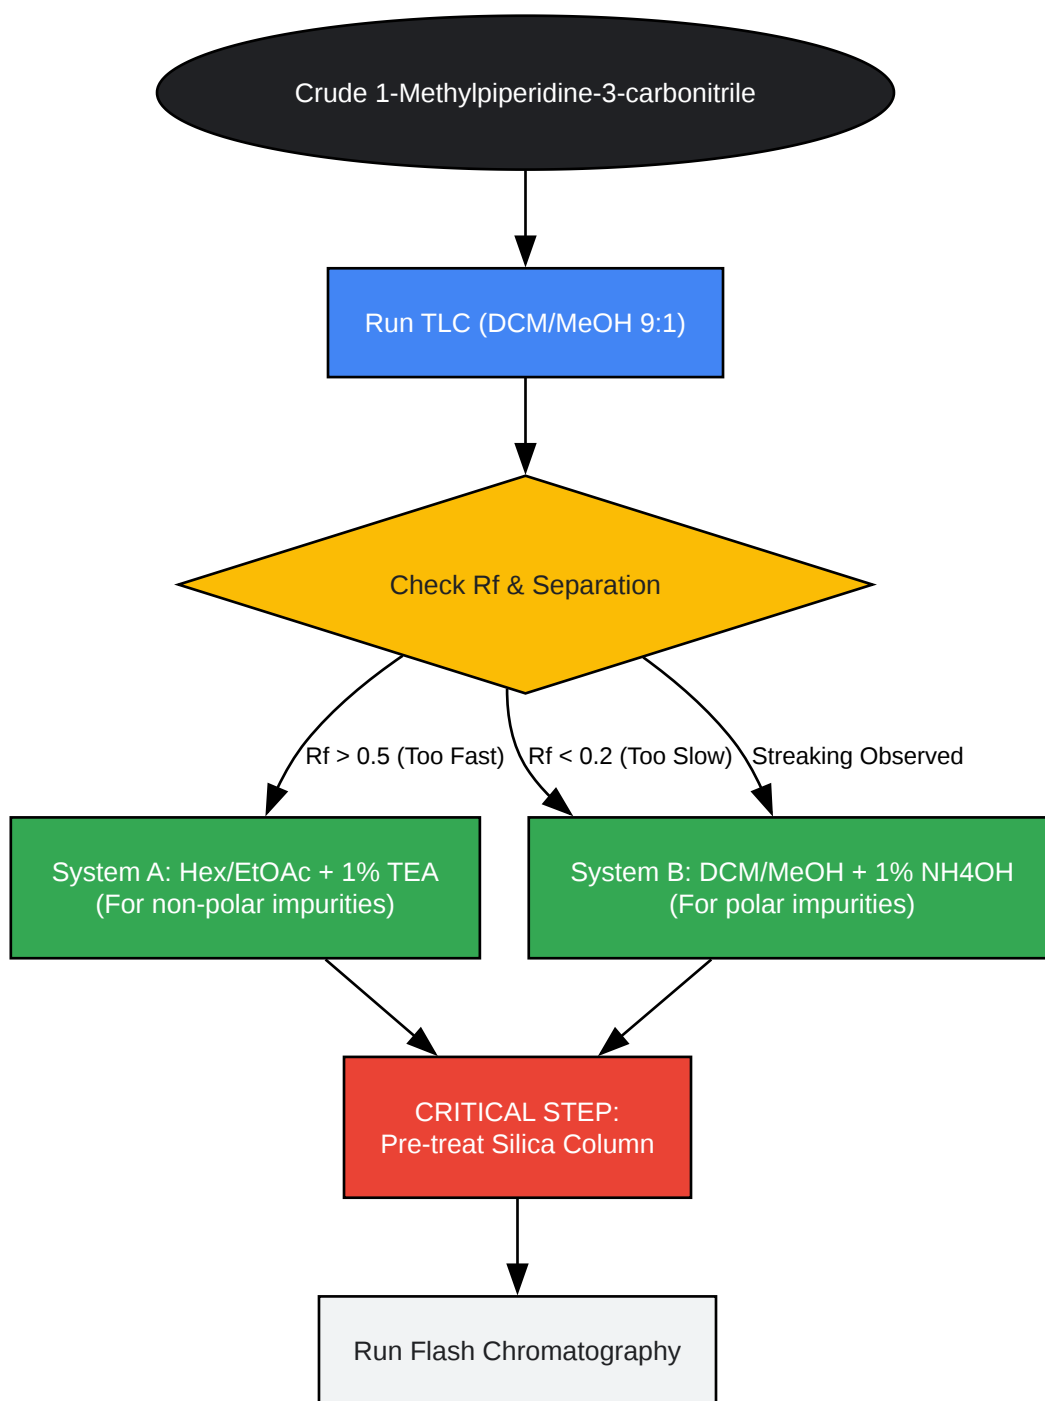 Crude 1-Methylpiperidine-3-carbonitrile
Run TLC (DCM/MeOH 9:1)
Check Rf & Separation
Rf > 0.5 (Too Fast)
Rf < 0.2 (Too Slow)
Streaking Observed
System A: Hex/EtOAc + 1% TEA
(For non-polar impurities)
System B: DCM/MeOH + 1% NH4OH
(For polar impurities)
CRITICAL STEP:
Pre-treat Silica Column
Run Flash Chromatography